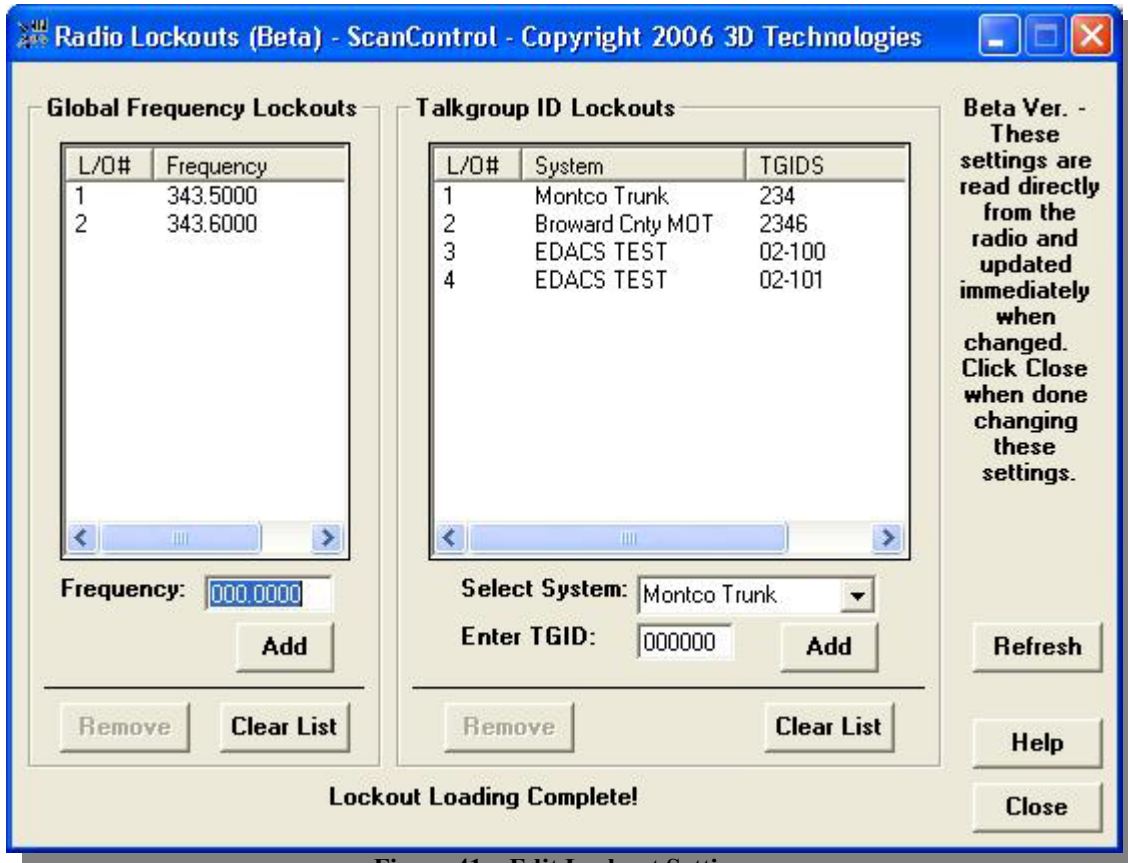 Radio Lockouts (Beta) - ScanControl - Copyright 2006 3D Technologies
Global Frequency Lockouts
L/O# Frequency
1 343.5000
2 343.6000
Frequency: 000.0000
Add
Remove Clear List
Talkgroup ID Lockouts
L/O# System TGIDS
1 Montco Trunk 234
2 Broward Cnty MOT 2346
3 EDACS TEST 02-100
4 EDACS TEST 02-101
Select System: Montco Trunk
Enter TGID: 000000 Add
Remove Clear List
Beta Ver. -
These
settings are
read directly
from the
radio and
updated
immediately
when
changed.
Click Close
when done
changing
these
settings.
Refresh
Help
Close
Lockout Loading Complete!